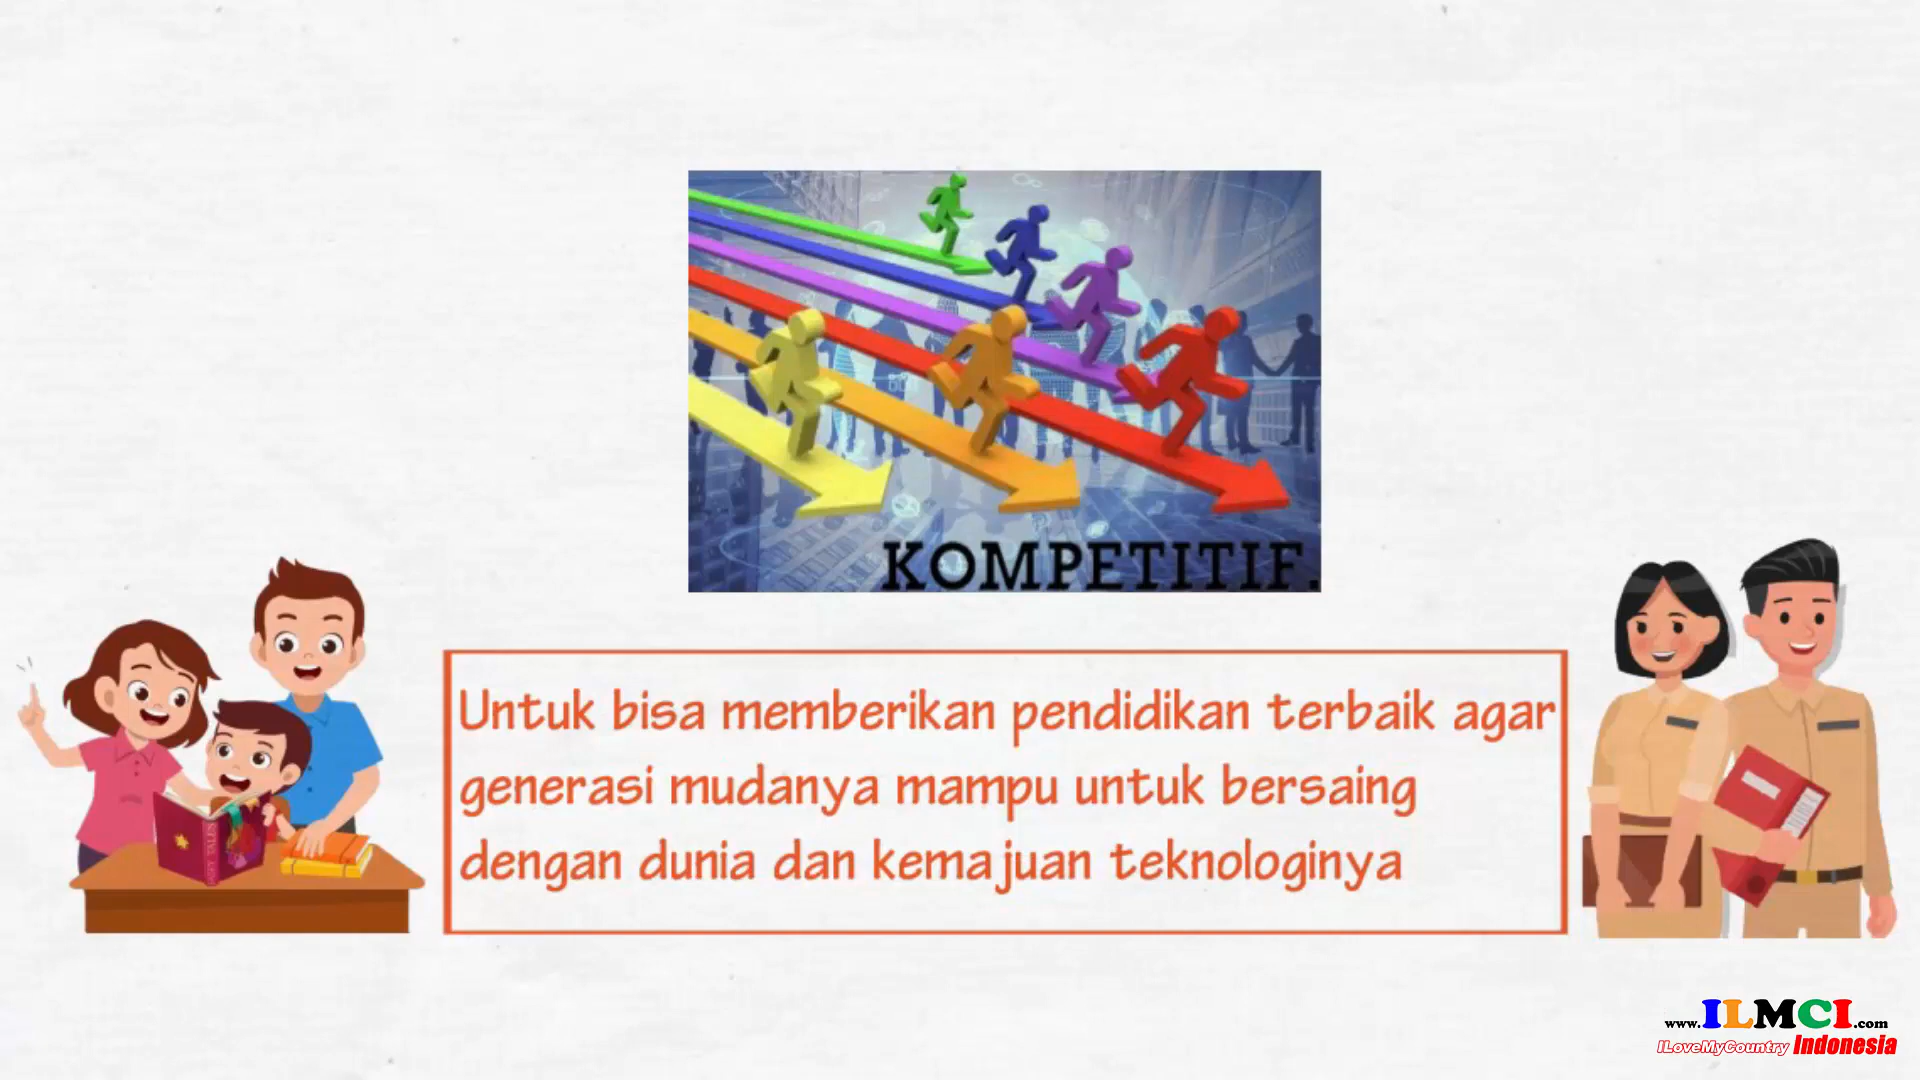 KOMPETITIF.
Untuk bisa memberikan pendidikan terbaik agar
generasi mudanya mampu untuk bersaing
dengan dunia dan kemajuan teknologinya
www.ILMCI.com
ILoveMyCountry Indonesia